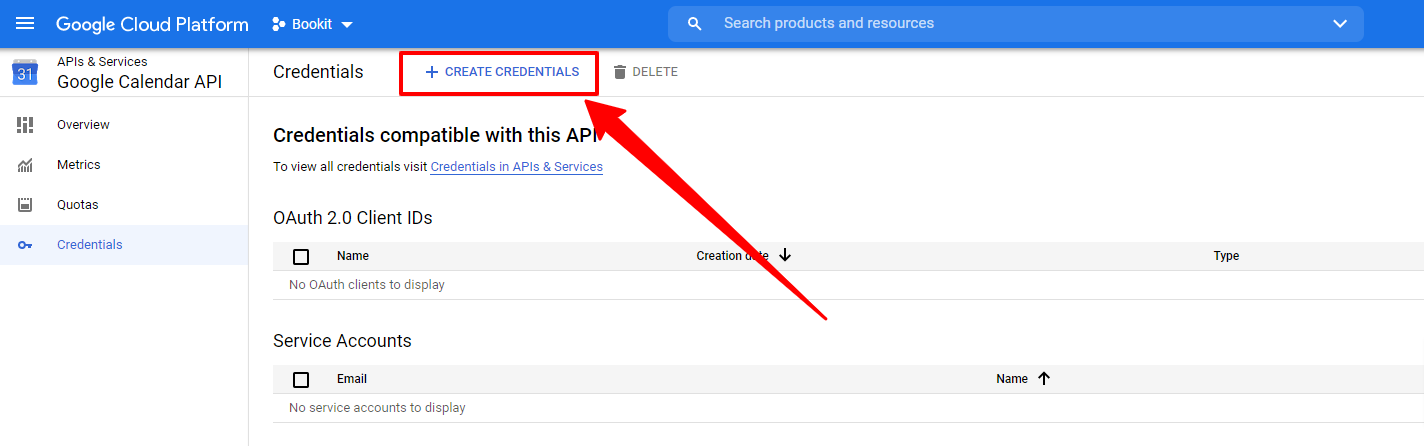 Google Cloud Platform Bookit Search products and resources
31 APIs & Services
Google Calendar API
Credentials CREATE CREDENTIALS DELETE
Overview
Metrics
Quotas
Credentials
Credentials compatible with this API
To view all credentials visit Credentials in APIs & Services
OAuth 2.0 Client IDs
Name Creation date Type
No OAuth clients to display
Service Accounts
Email Name
No service accounts to display